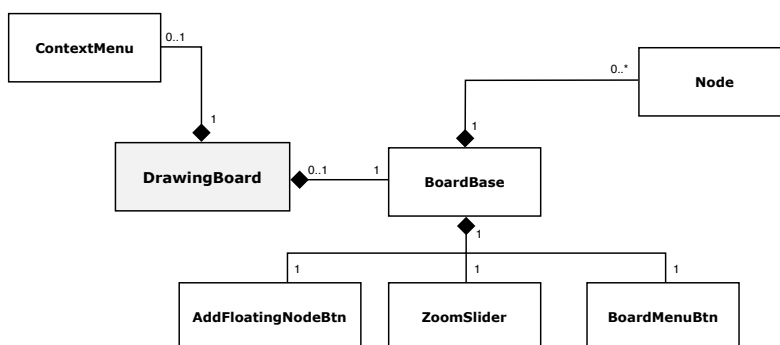 ContextMenu
0..1
0..*
Node
1
1
DrawingBoard
0..1
1
BoardBase
1
1
1
1
AddFloatingNodeBtn
ZoomSlider
BoardMenuBtn